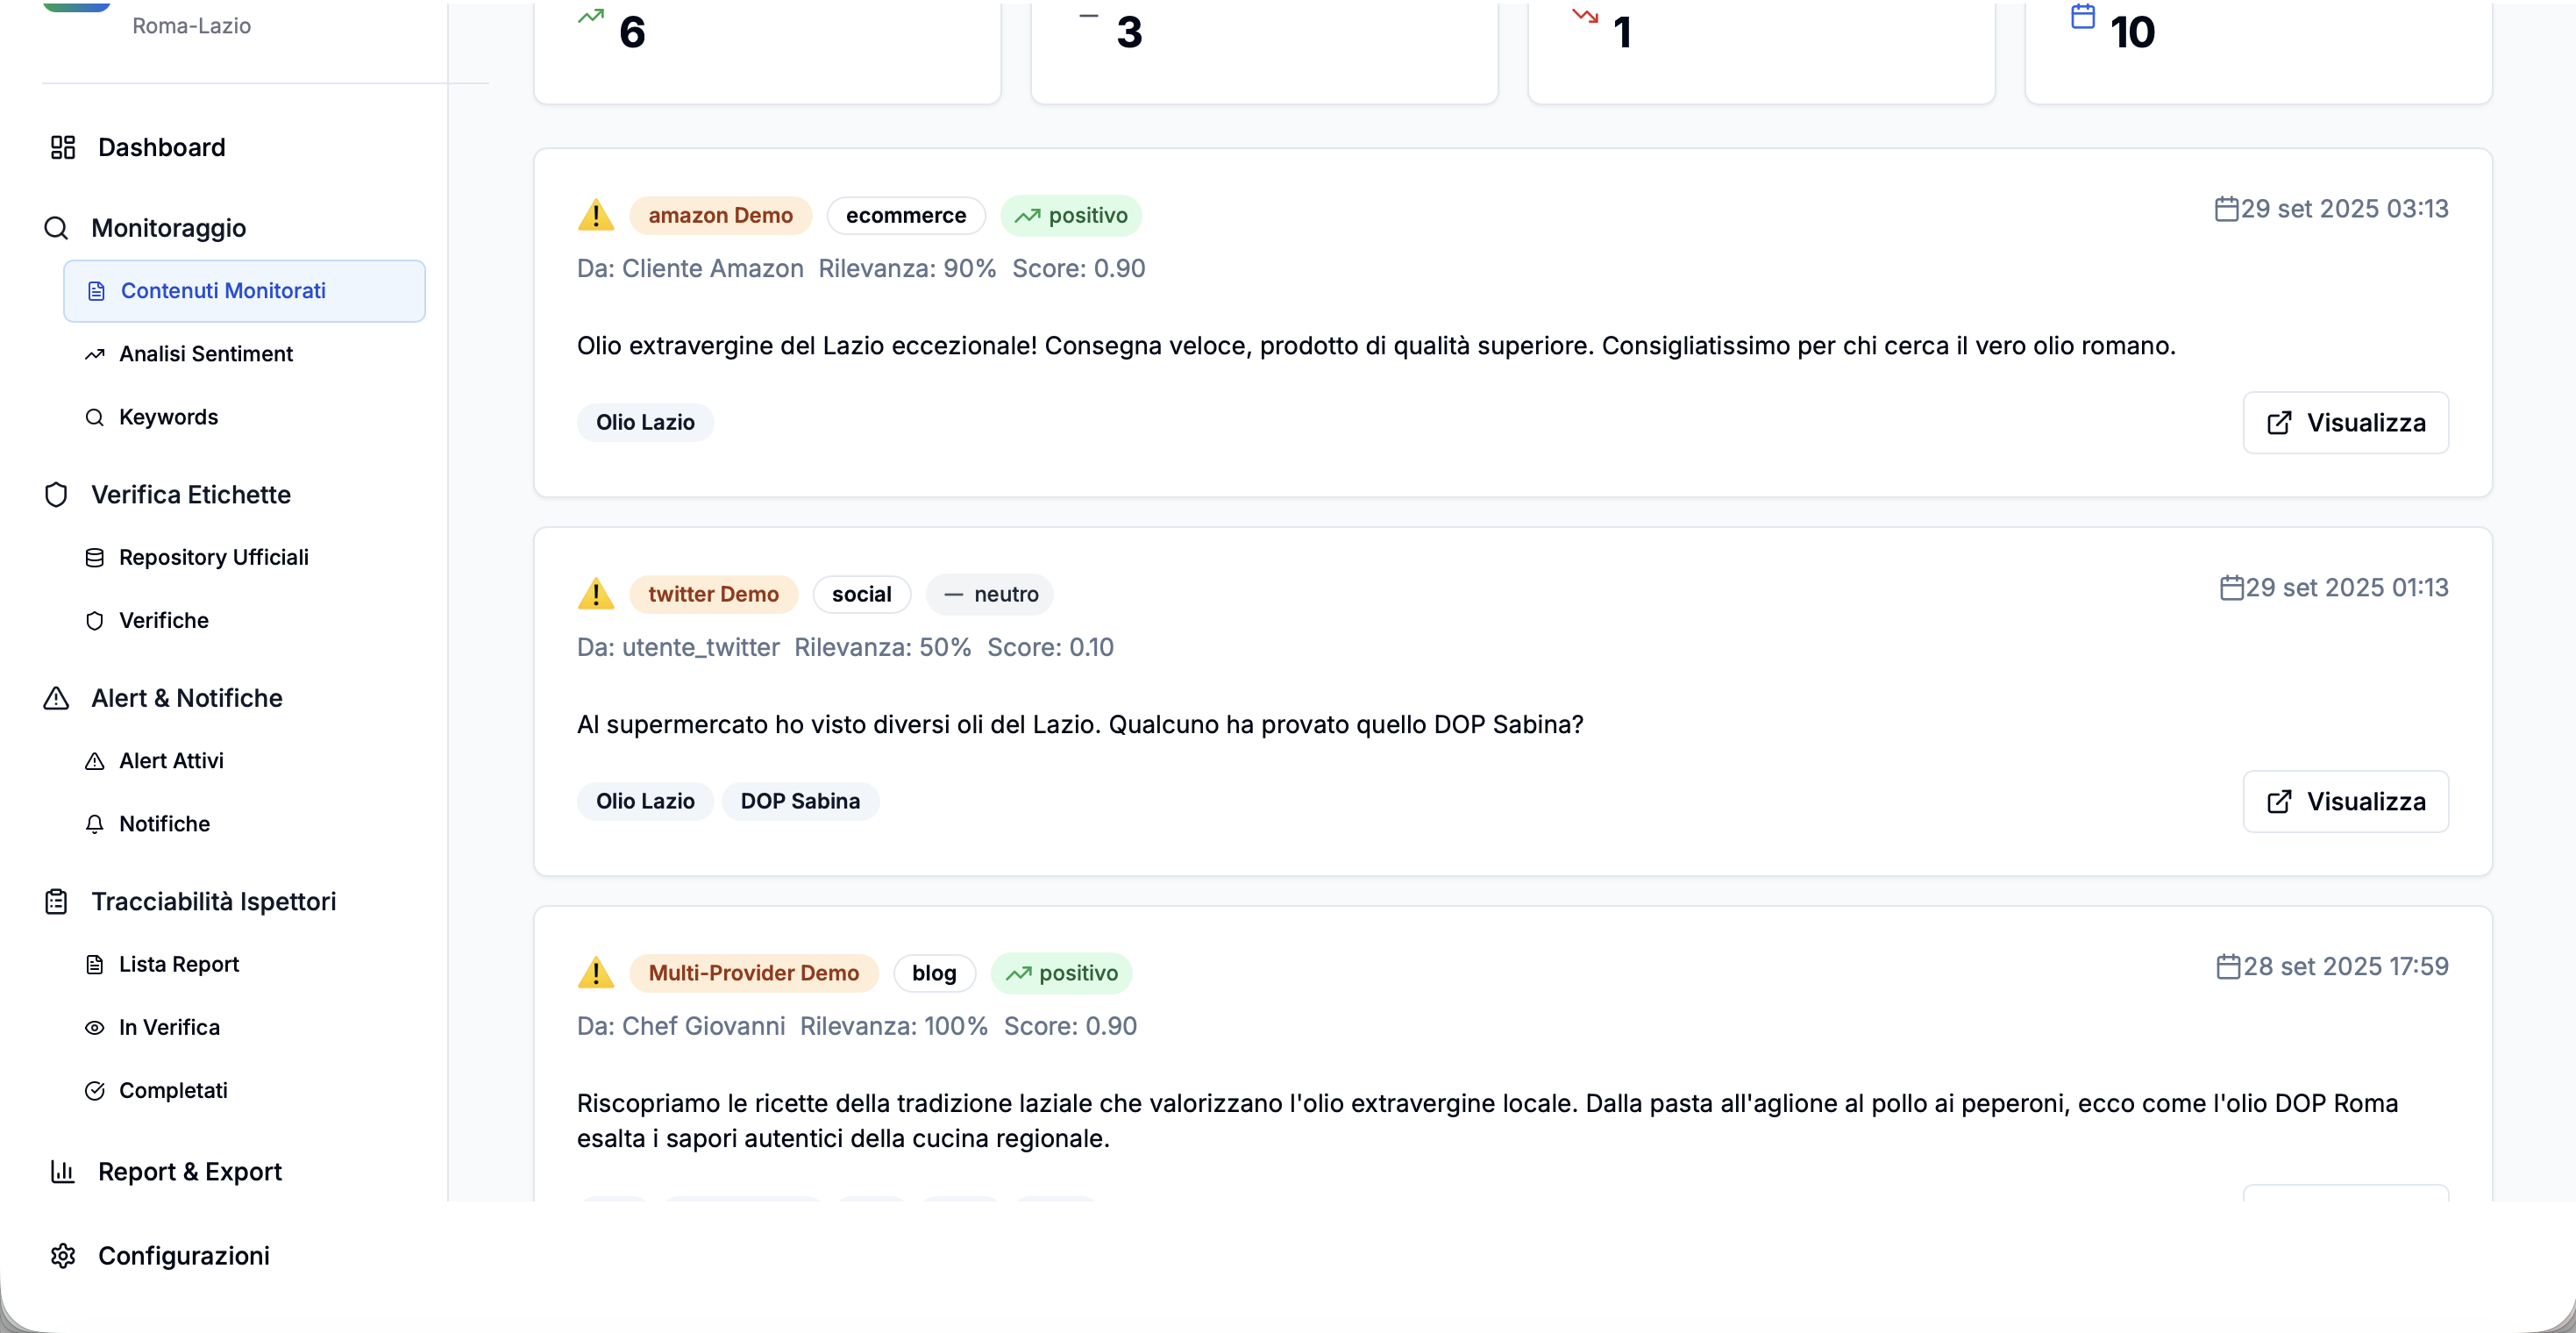 Roma-Lazio
Dashboard
Monitoraggio
Contenuti Monitorati
Analisi Sentiment
Keywords
Verifica Etichette
Repository Ufficiali
Verifiche
Alert & Notifiche
Alert Attivi
Notifiche
Tracciabilità Ispettori
Lista Report
In Verifica
Completati
Report & Export
Configurazioni
6
3
1
10
amazon Demo ecommerce positivo 29 set 2025 03:13
Da: Cliente Amazon Rilevanza: 90% Score: 0.90
Olio extravergine del Lazio eccezionale! Consegna veloce, prodotto di qualità superiore. Consigliatissimo per chi cerca il vero olio romano.
Olio Lazio Visualizza
twitter Demo social neutro 29 set 2025 01:13
Da: utente_twitter Rilevanza: 50% Score: 0.10
Al supermercato ho visto diversi oli del Lazio. Qualcuno ha provato quello DOP Sabina?
Olio Lazio DOP Sabina Visualizza
Multi-Provider Demo blog positivo 28 set 2025 17:59
Da: Chef Giovanni Rilevanza: 100% Score: 0.90
Riscopriamo le ricette della tradizione laziale che valorizzano l'olio extravergine locale. Dalla pasta all'aglione al pollo ai peperoni, ecco come l'olio DOP Roma
esalta i sapori autentici della cucina regionale.